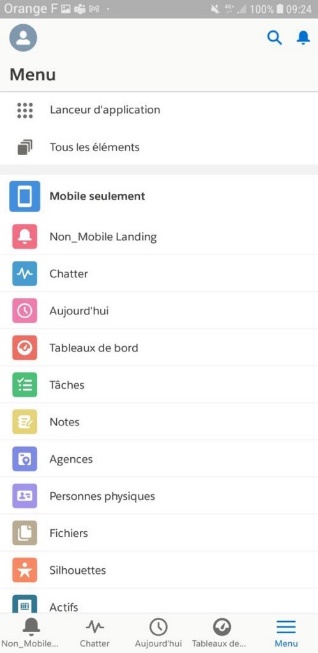 Orange F 100% 09:24
Menu
Lanceur d'application
Tous les éléments
Mobile seulement
Non_Mobile Landing
Chatter
Aujourd'hui
Tableaux de bord
Tâches
Notes
Agences
Personnes physiques
Fichiers
Silhouettes
Actifs
Non_Mobile... Chatter Aujourd'hui Tableaux de... Menu